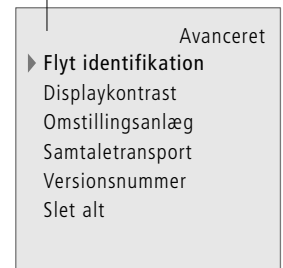 Avanceret
Flyt identifikation
Displaykontrast
Omstillingsanlæg
Samtaletransport
Versionsnummer
Slet alt